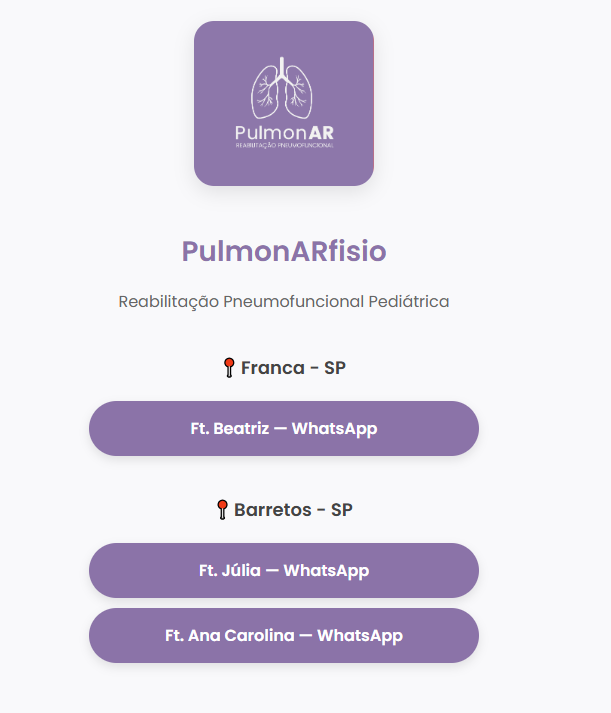 PulmonAR
REABILITAÇÃO PNEUMOFUNCIONAL
PulmonARfisio
Reabilitação Pneumofuncional Pediátrica
Franca - SP
Ft. Beatriz — WhatsApp
Barretos - SP
Ft. Júlia — WhatsApp
Ft. Ana Carolina — WhatsApp